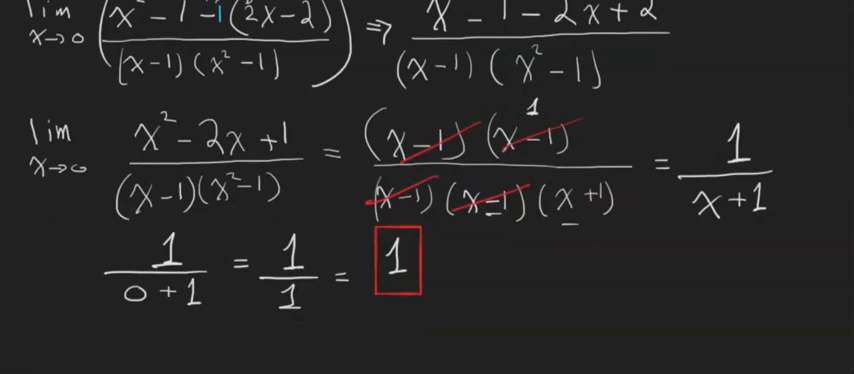 lim x→0 (x² - 1 - 1(2x - 2) / (x-1)(x² - 1)) ⇒ x - 1 - 2x + 2 / (x-1)(x² - 1)
lim x→0 x² - 2x + 1 / (x-1)(x²-1) = (x-1)(x-1) 1 / (x-1)(x-1)(x+1) = 1 / x+1
1 / 0+1 = 1 / 1 = 1